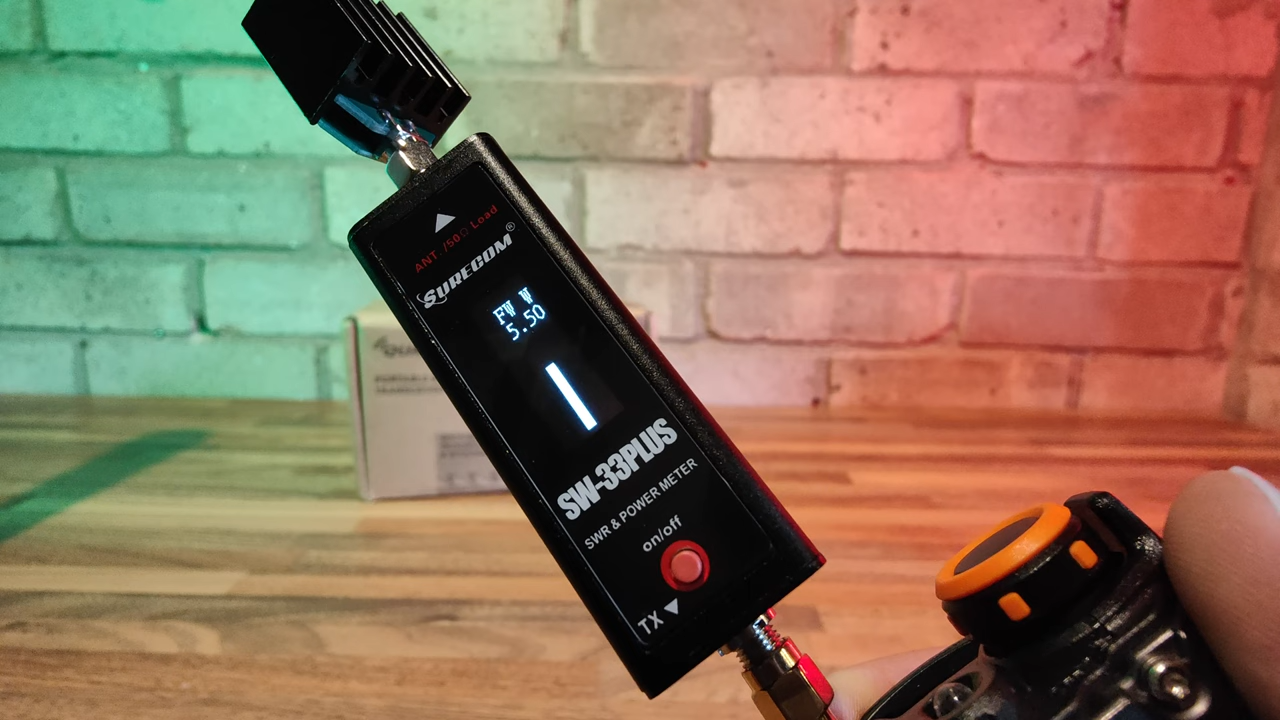 ANT. /50Ω Load
SURECOM®
FW V
5.50
SW-33PLUS
SWR & POWER METER
on/off
TX